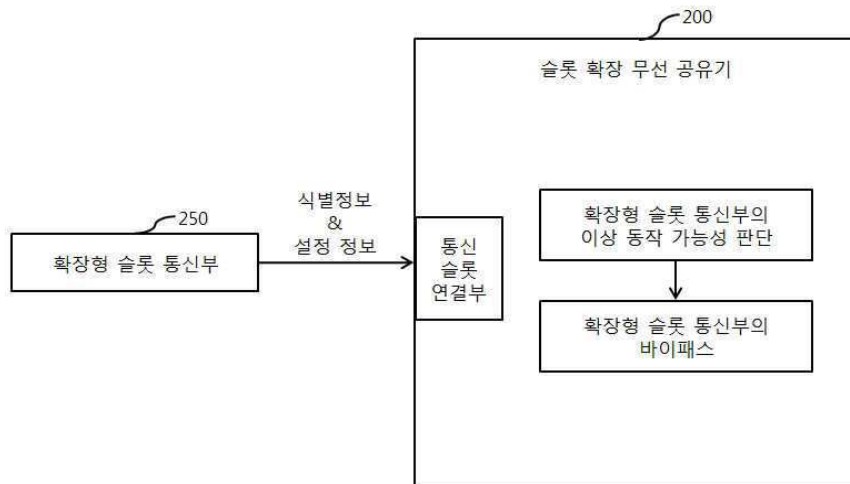 200
슬롯 확장 무선 공유기
250
확장형 슬롯 통신부
식별정보
&
설정 정보
통신
슬롯
연결부
확장형 슬롯 통신부의
이상 동작 가능성 판단
확장형 슬롯 통신부의
바이패스